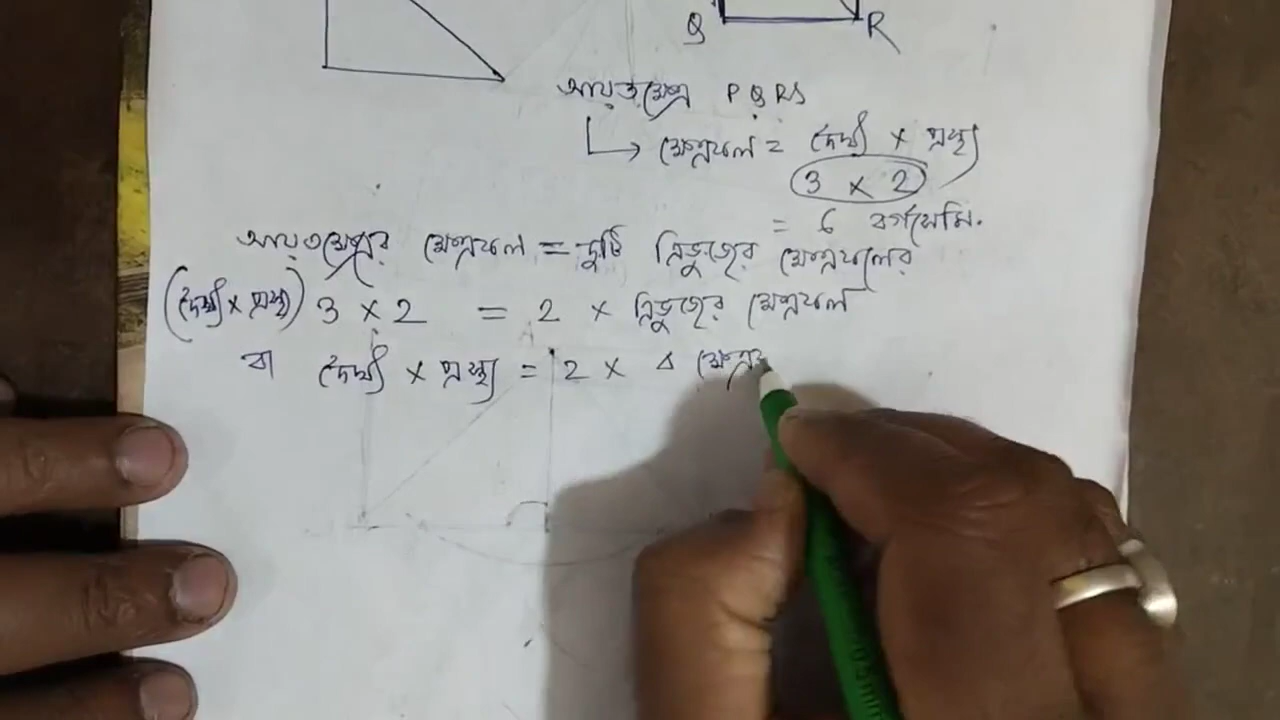 Q R
আয়তক্ষেত্র PQRS
ক্ষেত্রফল = দৈর্ঘ্য × প্রস্থ
3 × 2
= 6 বর্গসেমি.
আয়তক্ষেত্রের ক্ষেত্রফল = দুটি ত্রিভুজের ক্ষেত্রফলের
(দৈর্ঘ্য × প্রস্থ) 3 × 2 = 2 × ত্রিভুজের ক্ষেত্রফল
বা দৈর্ঘ্য × প্রস্থ = 2 × Δ ক্ষেত্র
A